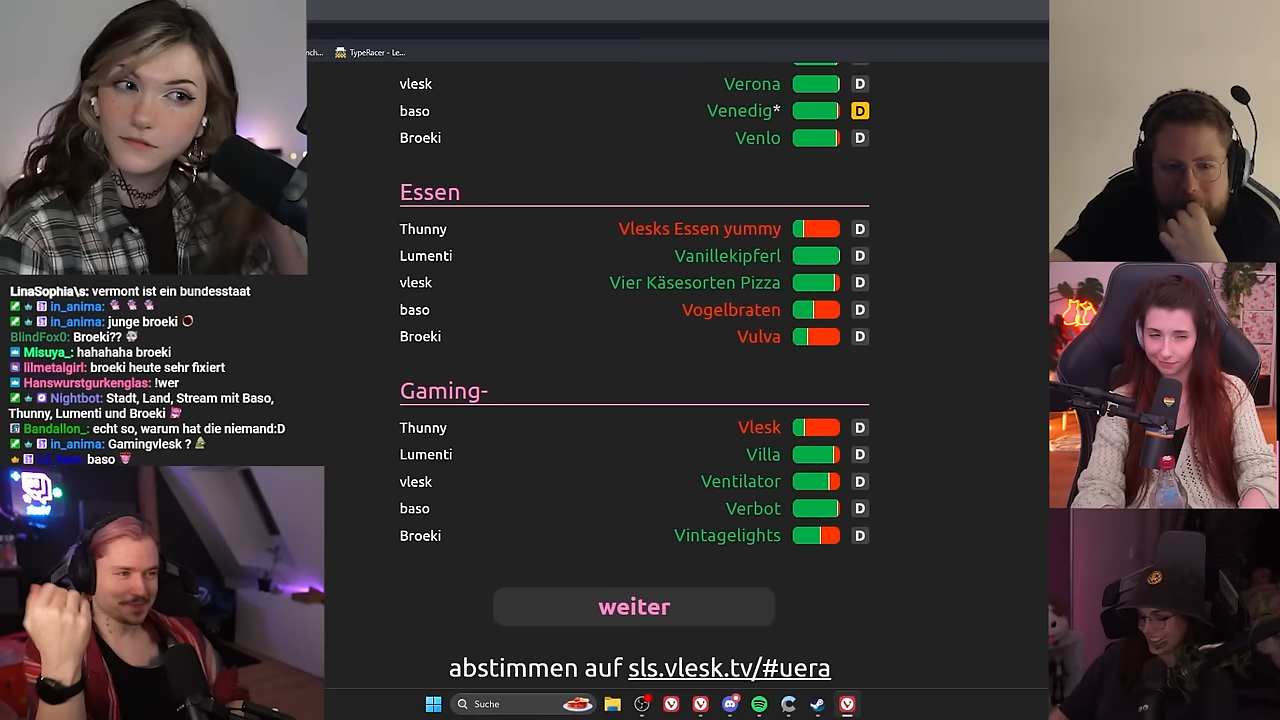 nch...
TypeRacer - Le...
vlesk Verona D
baso Venedig* D
Broeki Venlo D
Essen
Thunny Vlesks Essen yummy D
Lumenti Vanillekipferl D
vlesk Vier Käsesorten Pizza D
baso Vogelbraten D
Broeki Vulva D
Gaming-
Thunny Vlesk D
Lumenti Villa D
vlesk Ventilator D
baso Verbot D
Broeki Vintagelights D
weiter
abstimmen auf sls.vlesk.tv/#uera
Suche
LinaSophia\s: vermont ist ein bundesstaat
in_anima:
in_anima: junge broeki
BlindFox0: Broeki??
Misuya_: hahahaha broeki
lilmetalgirl: broeki heute sehr fixiert
Hanswurstgurkenglas: !wer
Nightbot: Stadt, Land, Stream mit Baso,
Thunny, Lumenti und Broeki
Bandallon_: echt so, warum hat die niemand:D
in_anima: Gamingvlesk ?
baso